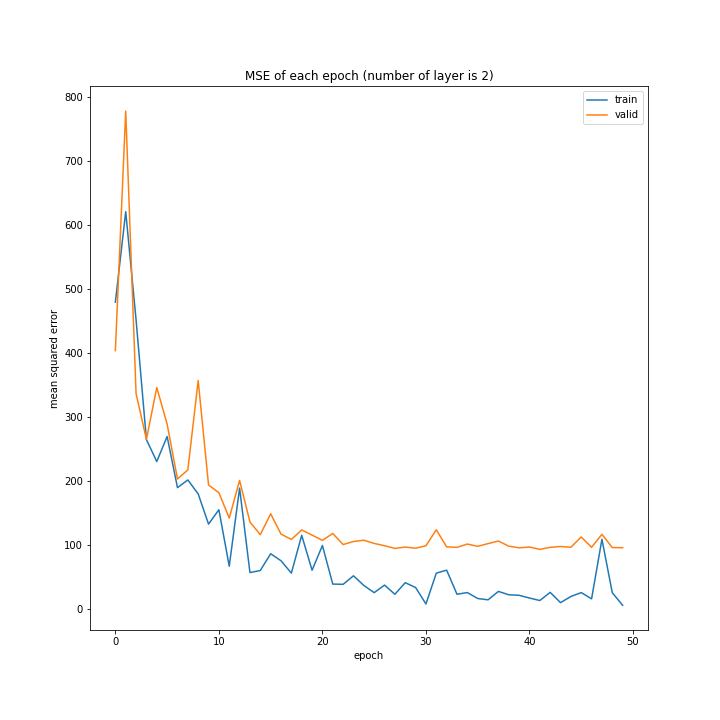 MSE of each epoch (number of layer is 2)
train
valid
800
700
600
500
400
300
200
100
0
mean squared error
0 10 20 30 40 50
epoch